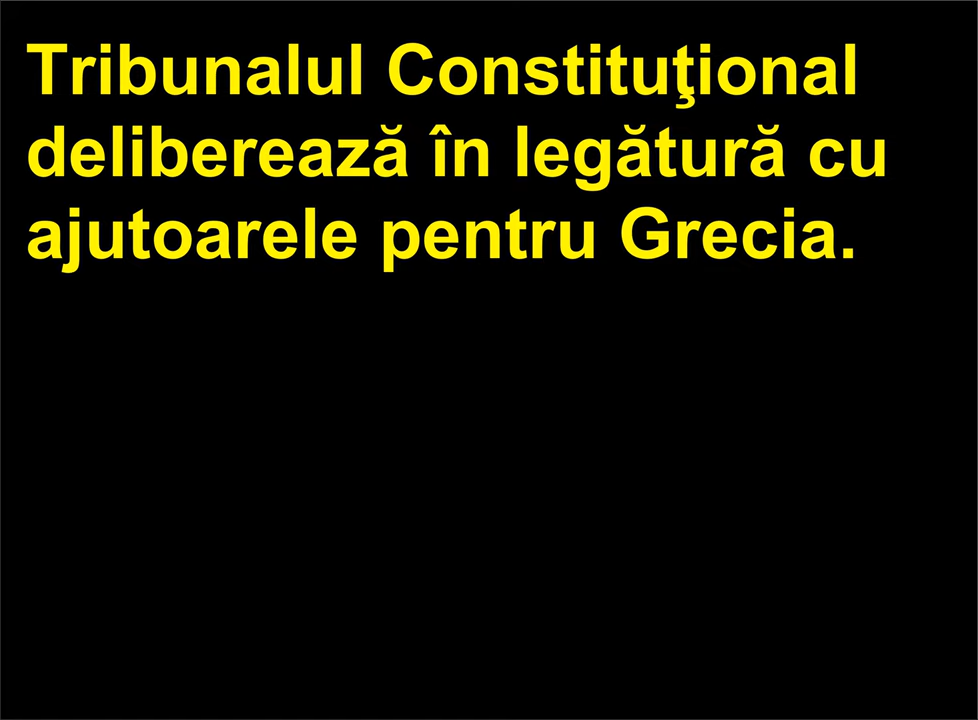 Tribunalul Constituţional
deliberează în legătură cu
ajutoarele pentru Grecia.